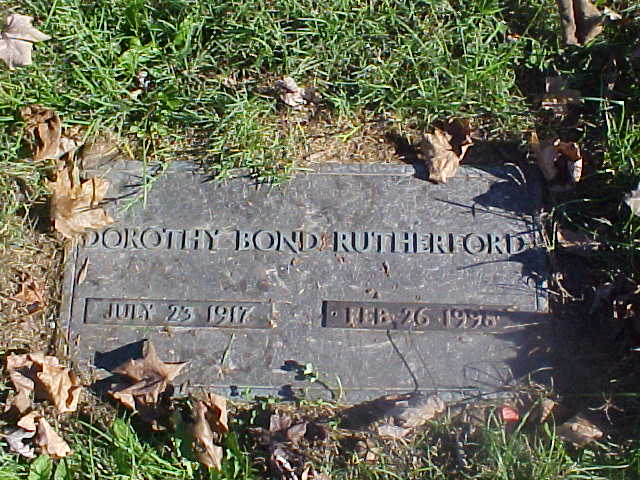 DOROTHY BOND RUTHERFORD
JULY 23 1917
FEB. 26 1996